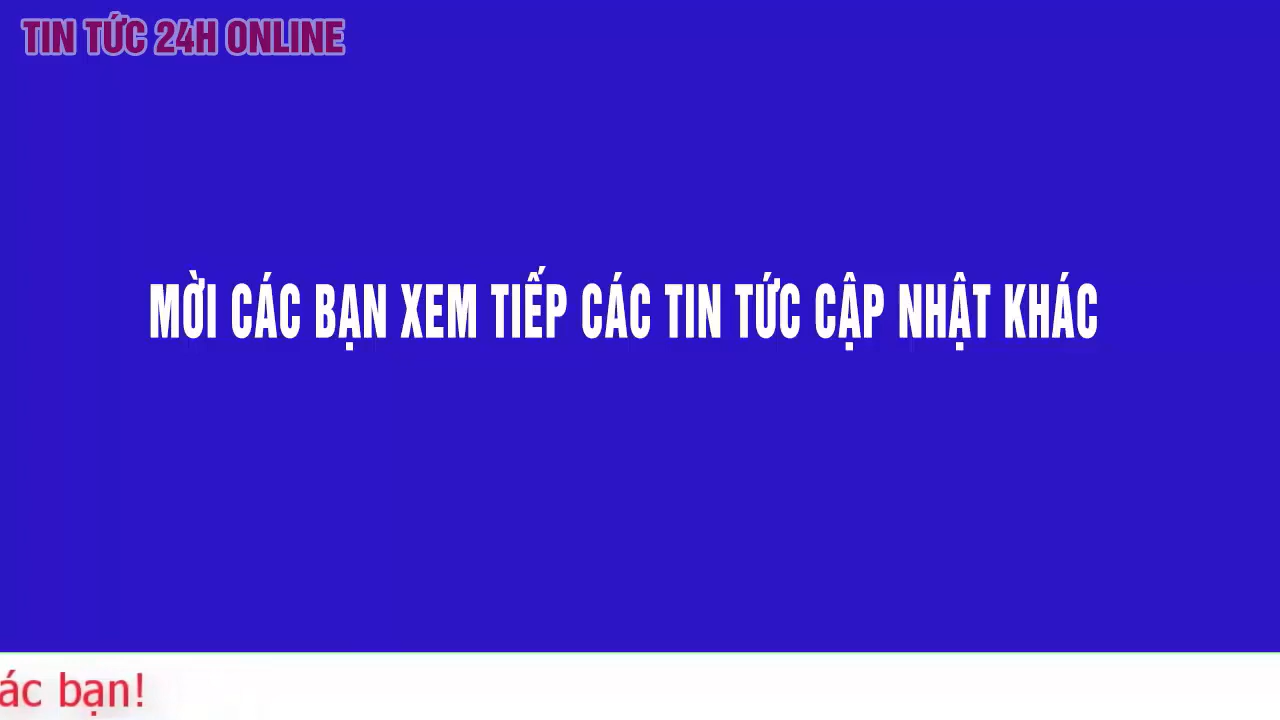 TIN TỨC 24H ONLINE
MỜI CÁC BẠN XEM TIẾP CÁC TIN TỨC CẬP NHẬT KHÁC
ác bạn!